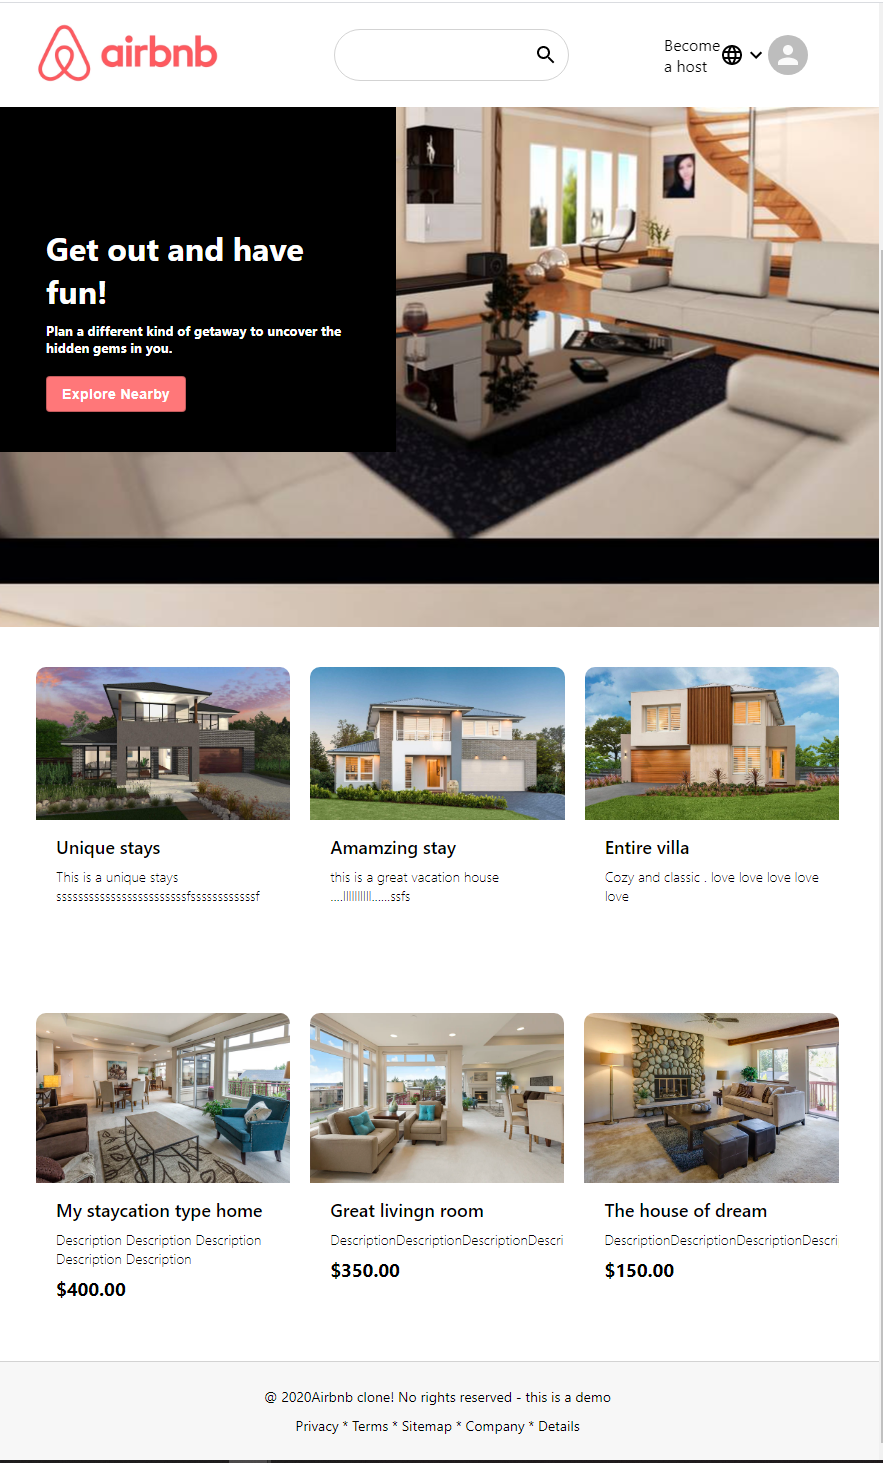 airbnb
Become
a host
Get out and have
fun!
Plan a different kind of getaway to uncover the
hidden gems in you.
Explore Nearby
Unique stays
This is a unique stays
ssssssssssssssssssssssssfsssssssssssf
Amamzing stay
this is a great vacation house
....llllllllll......ssfs
Entire villa
Cozy and classic . love love love love
love
My staycation type home
Description Description Description
Description Description
$400.00
Great livingn room
DescriptionDescriptionDescriptionDescri
$350.00
The house of dream
DescriptionDescriptionDescriptionDescri
$150.00
@ 2020Airbnb clone! No rights reserved - this is a demo
Privacy * Terms * Sitemap * Company * Details